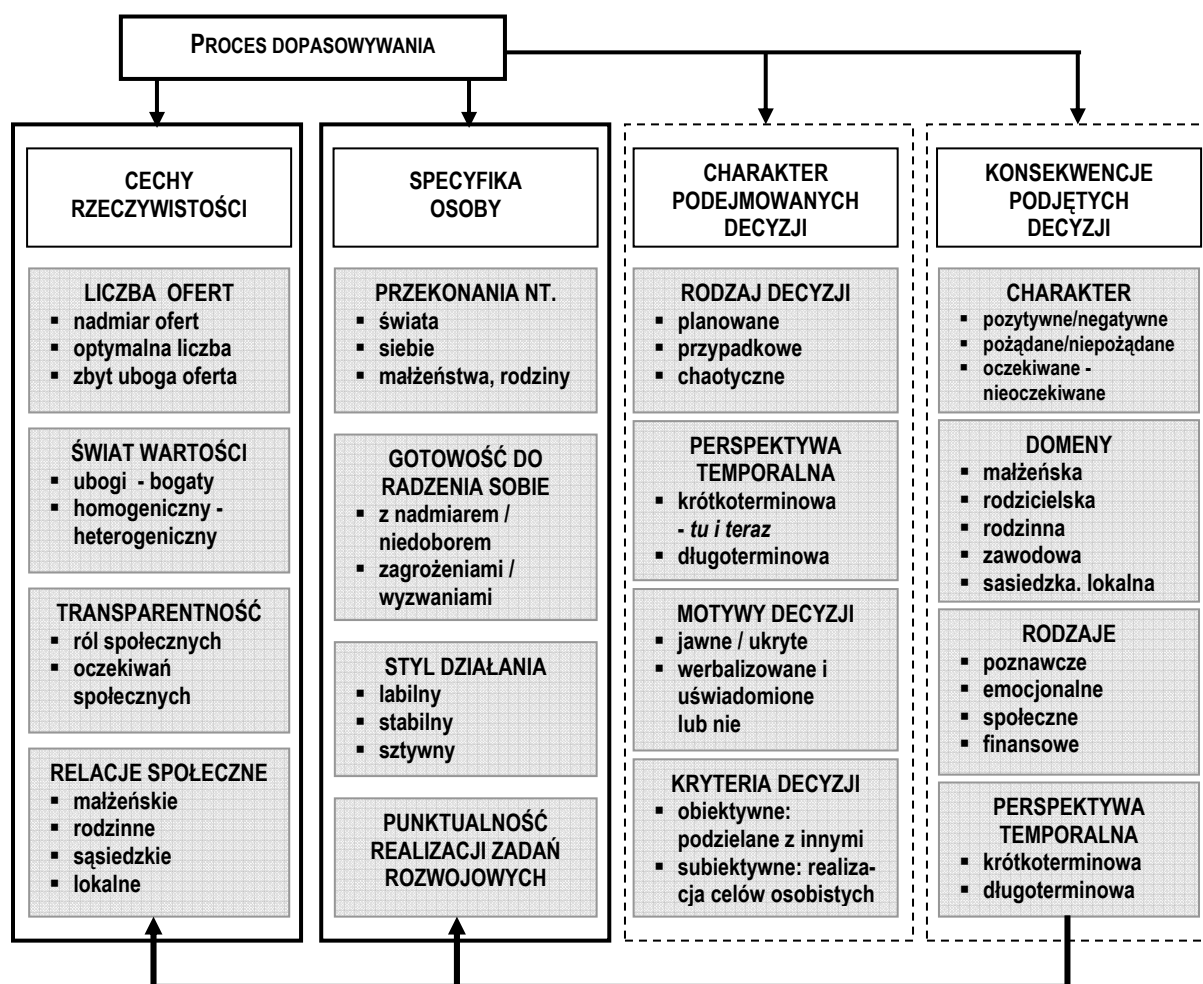 PROCES DOPASOWYWANIA
CECHY
RZECZYWISTOŚCI
LICZBA OFERT
▪ nadmiar ofert
▪ optymalna liczba
▪ zbyt uboga oferta
ŚWIAT WARTOŚCI
▪ ubogi - bogaty
▪ homogeniczny -
heterogeniczny
TRANSPARENTNOŚĆ
▪ ról społecznych
▪ oczekiwań
społecznych
RELACJE SPOŁECZNE
▪ małżeńskie
▪ rodzinne
▪ sąsiedzkie
▪ lokalne
SPECYFIKA
OSOBY
PRZEKONANIA NT.
▪ świata
▪ siebie
▪ małżeństwa, rodziny
GOTOWOŚĆ DO
RADZENIA SOBIE
▪ z nadmiarem /
niedoborem
▪ zagrożeniami /
wyzwaniami
STYL DZIAŁANIA
▪ labilny
▪ stabilny
▪ sztywny
PUNKTUALNOŚĆ
REALIZACJI ZADAŃ
ROZWOJOWYCH
CHARAKTER
PODEJMOWANYCH
DECYZJI
RODZAJ DECYZJI
▪ planowane
▪ przypadkowe
▪ chaotyczne
PERSPEKTYWA
TEMPORALNA
▪ krótkoterminowa
- tu i teraz
▪ długoterminowa
MOTYWY DECYZJI
▪ jawne / ukryte
▪ werbalizowane i
uświadomione
lub nie
KRYTERIA DECYZJI
▪ obiektywne:
podzielane z innymi
▪ subiektywne: realiza-
cja celów osobistych
KONSEKWENCJE
PODJĘTYCH
DECYZJI
CHARAKTER
▪ pozytywne/negatywne
▪ pożądane/niepożądane
▪ oczekiwane -
nieoczekiwane
DOMENY
▪ małżeńska
▪ rodzicielska
▪ rodzinna
▪ zawodowa
▪ sasiedzka. lokalna
RODZAJE
▪ poznawcze
▪ emocjonalne
▪ społeczne
▪ finansowe
PERSPEKTYWA
TEMPORALNA
▪ krótkoterminowa
▪ długoterminowa